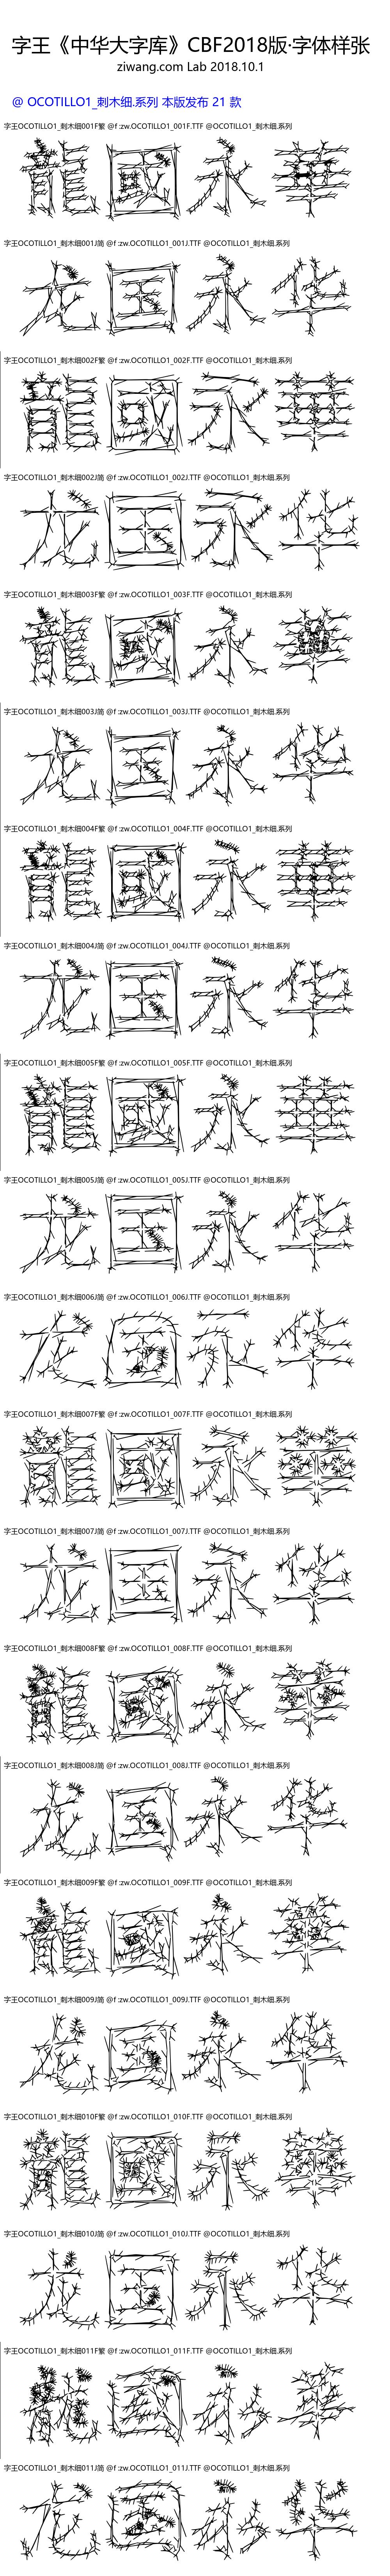 字王《中华大字库》CBF2018版·字体样张
ziwang.com Lab 2018.10.1
@ OCOTILLO1_刺木细.系列 本版发布 21 款
字王OCOTILLO1_刺木细001F繁 @f :zw.OCOTILLO1_001F.TTF @OCOTILLO1_刺木细.系列
龍國永華
字王OCOTILLO1_刺木细001J简 @f :zw.OCOTILLO1_001J.TTF @OCOTILLO1_刺木细.系列
龙国永华
字王OCOTILLO1_刺木细002F繁 @f :zw.OCOTILLO1_002F.TTF @OCOTILLO1_刺木细.系列
龍國永華
字王OCOTILLO1_刺木细002J简 @f :zw.OCOTILLO1_002J.TTF @OCOTILLO1_刺木细.系列
龙国永华
字王OCOTILLO1_刺木细003F繁 @f :zw.OCOTILLO1_003F.TTF @OCOTILLO1_刺木细.系列
龍國永華
字王OCOTILLO1_刺木细003J简 @f :zw.OCOTILLO1_003J.TTF @OCOTILLO1_刺木细.系列
龙国永华
字王OCOTILLO1_刺木细004F繁 @f :zw.OCOTILLO1_004F.TTF @OCOTILLO1_刺木细.系列
龍國永華
字王OCOTILLO1_刺木细004J简 @f :zw.OCOTILLO1_004J.TTF @OCOTILLO1_刺木细.系列
龙国永华
字王OCOTILLO1_刺木细005F繁 @f :zw.OCOTILLO1_005F.TTF @OCOTILLO1_刺木细.系列
龍國永華
字王OCOTILLO1_刺木细005J简 @f :zw.OCOTILLO1_005J.TTF @OCOTILLO1_刺木细.系列
龙国永华
字王OCOTILLO1_刺木细006J简 @f :zw.OCOTILLO1_006J.TTF @OCOTILLO1_刺木细.系列
龙国永华
字王OCOTILLO1_刺木细007F繁 @f :zw.OCOTILLO1_007F.TTF @OCOTILLO1_刺木细.系列
龍國永華
字王OCOTILLO1_刺木细007J简 @f :zw.OCOTILLO1_007J.TTF @OCOTILLO1_刺木细.系列
龙国永华
字王OCOTILLO1_刺木细008F繁 @f :zw.OCOTILLO1_008F.TTF @OCOTILLO1_刺木细.系列
龍國永華
字王OCOTILLO1_刺木细008J简 @f :zw.OCOTILLO1_008J.TTF @OCOTILLO1_刺木细.系列
龙国永华
字王OCOTILLO1_刺木细009F繁 @f :zw.OCOTILLO1_009F.TTF @OCOTILLO1_刺木细.系列
龍國永華
字王OCOTILLO1_刺木细009J简 @f :zw.OCOTILLO1_009J.TTF @OCOTILLO1_刺木细.系列
龙国永华
字王OCOTILLO1_刺木细010F繁 @f :zw.OCOTILLO1_010F.TTF @OCOTILLO1_刺木细.系列
龍國永華
字王OCOTILLO1_刺木细010J简 @f :zw.OCOTILLO1_010J.TTF @OCOTILLO1_刺木细.系列
龙国永华
字王OCOTILLO1_刺木细011F繁 @f :zw.OCOTILLO1_011F.TTF @OCOTILLO1_刺木细.系列
龍國永華
字王OCOTILLO1_刺木细011J简 @f :zw.OCOTILLO1_011J.TTF @OCOTILLO1_刺木细.系列
龙国永华